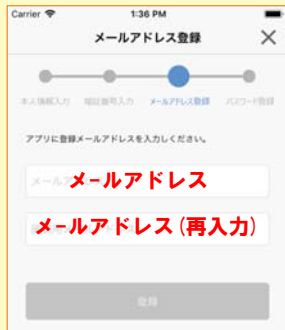 Carrier 1:36 PM
メールアドレス登録
本人情報入力 暗証番号入力 メールアドレス登録 パスワード登録
アプリに登録メールアドレスを入力ください。
メールアドレス
メールアドレス(再入力)
登録